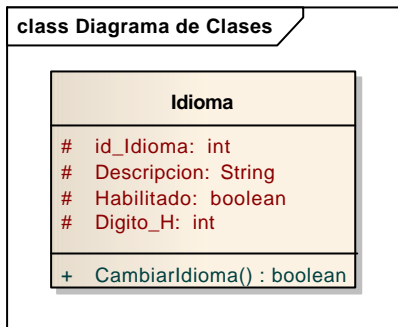 class Diagrama de Clases
Idioma
# id_Idioma: int
# Descripcion: String
# Habilitado: boolean
# Digito_H: int
+ CambiarIdioma() : boolean